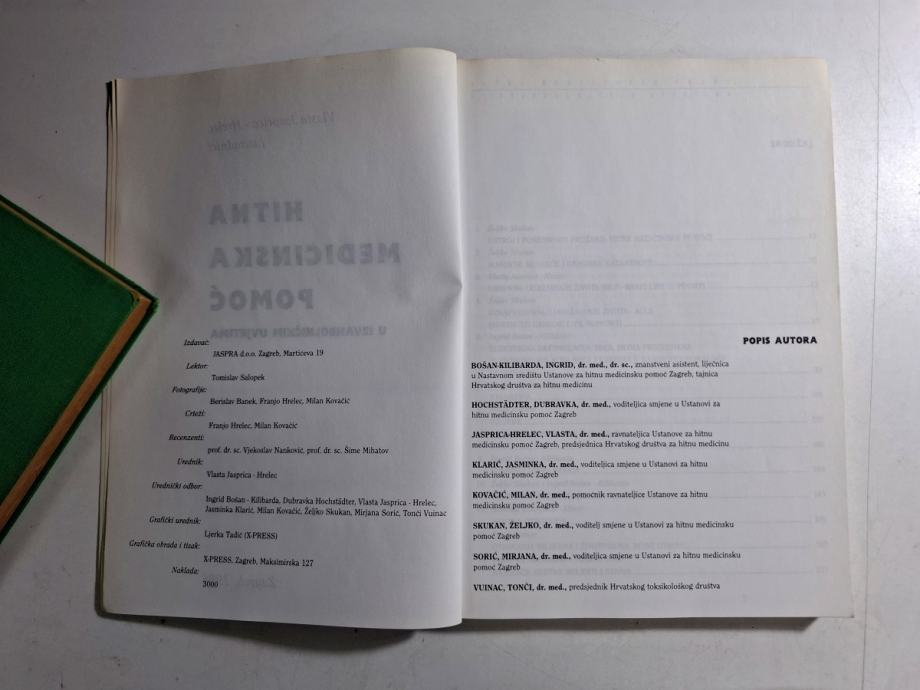 Izdavač:
JASPRA d.o.o. Zagreb, Martićeva 19
Lektor:
Tomislav Salopek
Fotografije:
Berislav Banek, Franjo Hrelec, Milan Kovačić
Crteži:
Franjo Hrelec, Milan Kovačić
Recenzenti:
prof. dr. sc. Vjekoslav Nanković, prof. dr. sc. Šime Mihatov
Urednik:
Vlasta Jasprica - Hrelec
Urednički odbor:
Ingrid Bošan - Kilibarda, Dubravka Hochstädter, Vlasta Jasprica - Hrelec,
Jasminka Klarić, Milan Kovačić, Željko Skukan, Mirjana Sorić, Tonči Vuinac
Grafički urednik:
Ljerka Tadić (X-PRESS)
Grafička obrada i tisak:
X-PRESS, Zagreb, Maksimirska 127
Naklada:
3000
POPIS AUTORA
BOŠAN-KILIBARDA, INGRID, dr. med., dr. sc., znanstveni asistent, liječnica
u Nastavnom središtu Ustanove za hitnu medicinsku pomoć Zagreb, tajnica
Hrvatskog društva za hitnu medicinu
HOCHSTÄDTER, DUBRAVKA, dr. med., voditeljica smjene u Ustanovi za
hitnu medicinsku pomoć Zagreb
JASPRICA-HRELEC, VLASTA, dr. med., ravnateljica Ustanove za hitnu
medicinsku pomoć Zagreb, predsjednica Hrvatskog društva za hitnu medicinu
KLARIĆ, JASMINKA, dr. med., voditeljica smjene u Ustanovi za hitnu
medicinsku pomoć Zagreb
KOVAČIĆ, MILAN, dr. med., pomoćnik ravnateljice Ustanove za hitnu
medicinsku pomoć Zagreb
SKUKAN, ŽELJKO, dr. med., voditelj smjene u Ustanovi za hitnu medicinsku
pomoć Zagreb
SORIĆ, MIRJANA, dr. med., voditeljica smjene u Ustanovi za hitnu medicinsku
pomoć Zagreb
VUINAC, TONČI, dr. med., predsjednik Hrvatskog toksikološkog društva